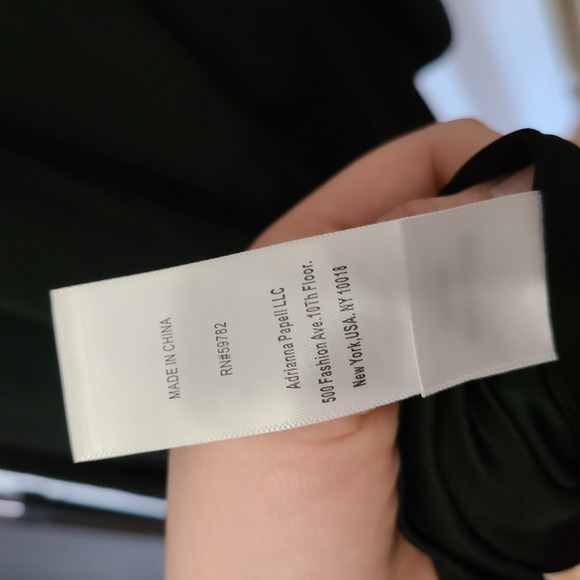 MADE IN CHINA
RN#59782
Adrianna Papell LLC
500 Fashion Ave.10Th Floor.
New York,USA. NY 10018